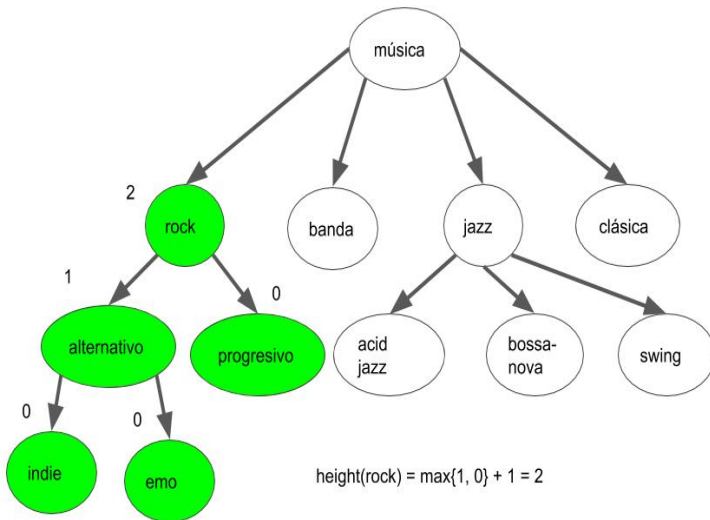 música
2
rock
banda
jazz
clásica
1
0
alternativo
progresivo
acid
jazz
bossa-
nova
swing
0
0
indie
emo
height(rock) = max{1, 0} + 1 = 2